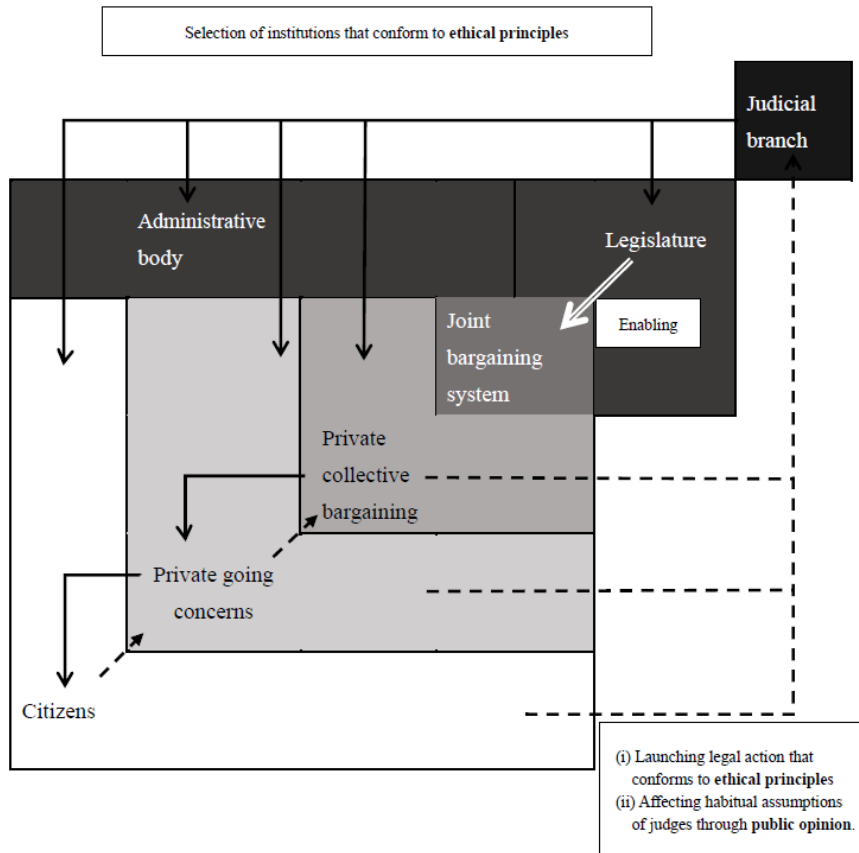 Selection of institutions that conform to ethical principles
Judicial
branch
Administrative
body
Legislature
Joint
bargaining
system
Enabling
Private
collective
bargaining
Private going
concerns
Citizens
(i) Launching legal action that
conforms to ethical principles
(ii) Affecting habitual assumptions
of judges through public opinion.